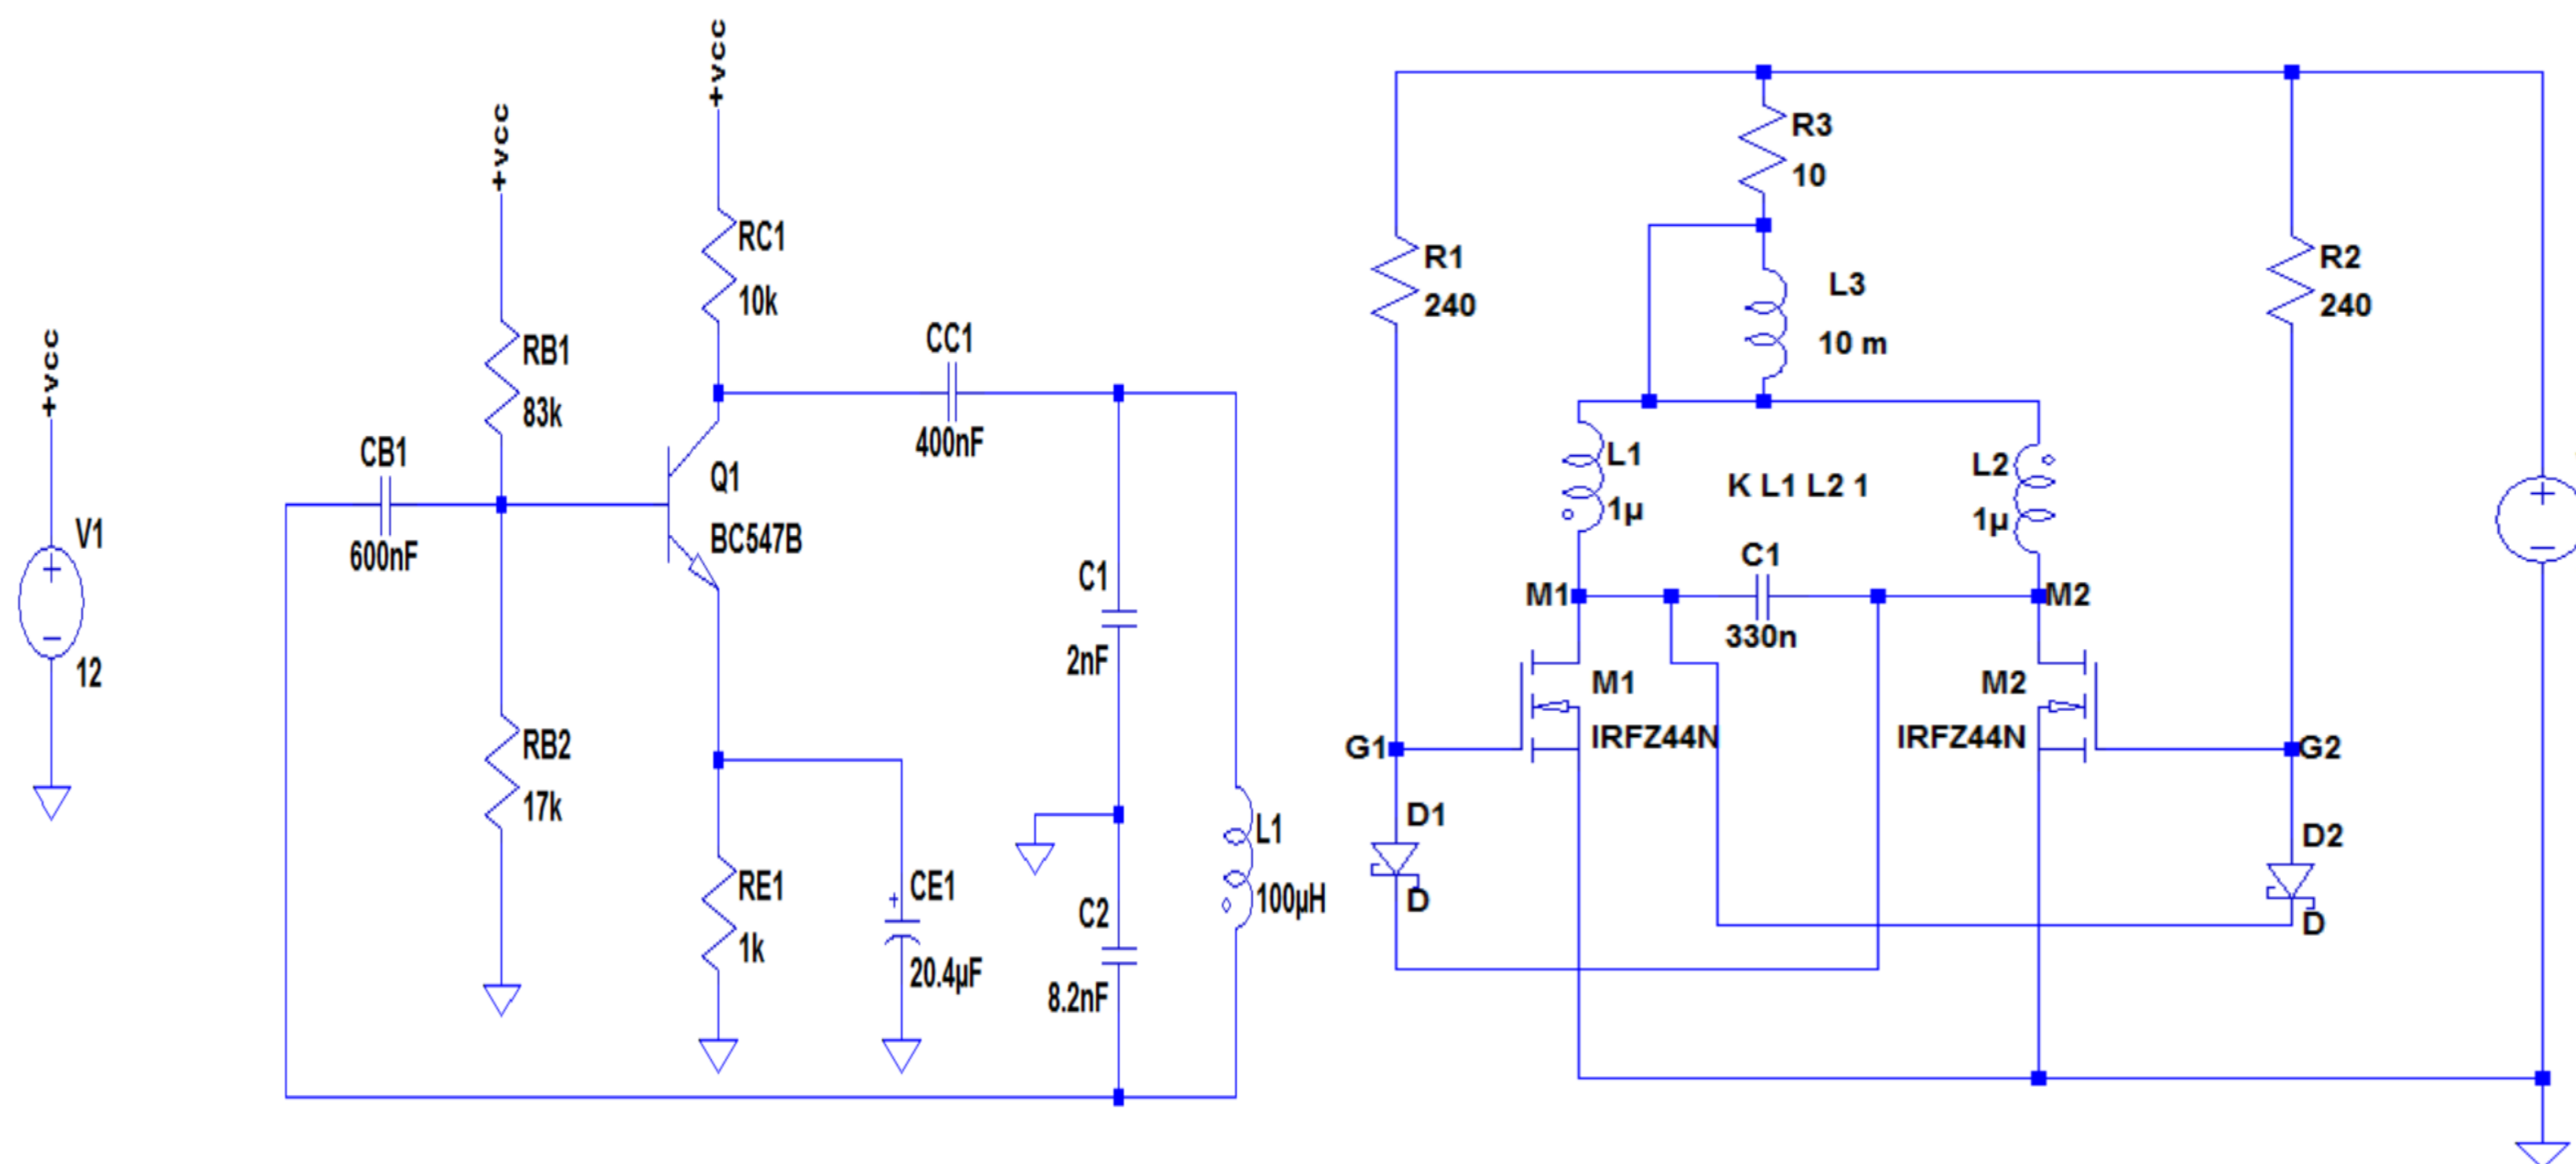 +vcc
V1
+
−
12
+vcc
RB1
83k
CB1
600nF
RB2
17k
+vcc
RC1
10k
Q1
BC547B
RE1
1k
+
CE1
20.4µF
CC1
400nF
C1
2nF
C2
8.2nF
L1
100µH
R1
240
R3
10
L3
10 m
R2
240
L1
1µ
K L1 L2 1
L2
1µ
M1
C1
330n
M2
M1
IRFZ44N
M2
IRFZ44N
G1
G2
D1
D
D2
D
+
−